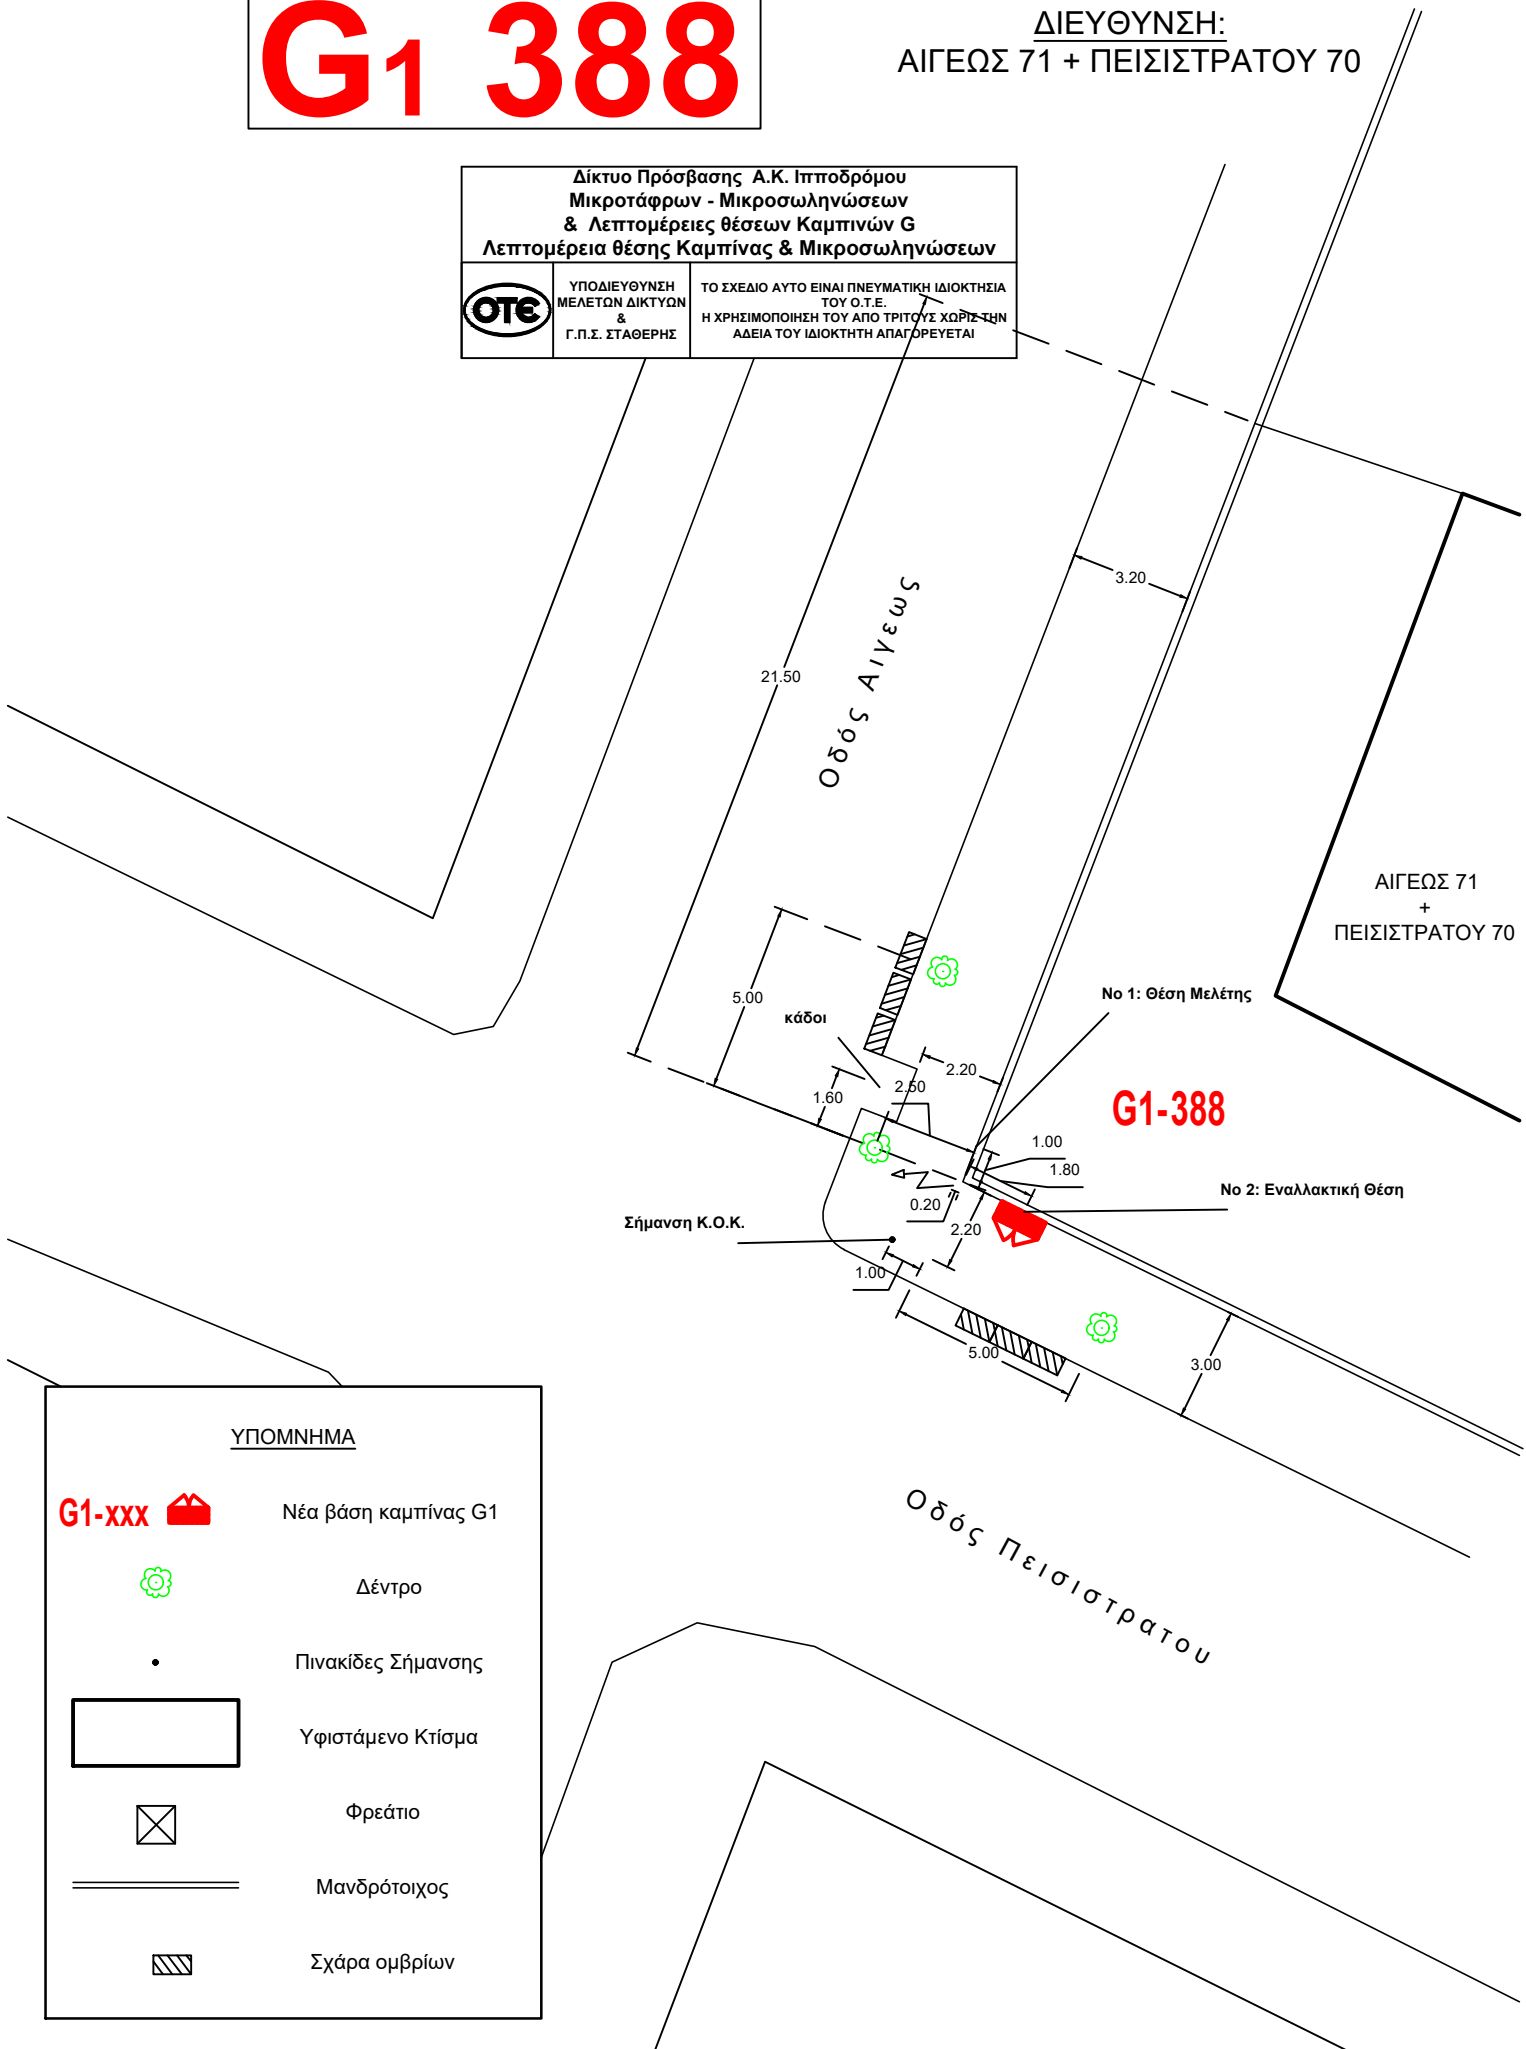 G1 388
ΔΙΕΥΘΥΝΣΗ:
ΑΙΓΕΩΣ 71 + ΠΕΙΣΙΣΤΡΑΤΟΥ 70
Δίκτυο Πρόσβασης Α.Κ. Ιπποδρόμου
Μικροτάφρων - Μικροσωληνώσεων
& Λεπτομέρειες θέσεων Καμπινών G
Λεπτομέρεια θέσης Καμπίνας & Μικροσωληνώσεων
ΟΤΕ
ΥΠΟΔΙΕΥΘΥΝΣΗ
ΜΕΛΕΤΩΝ ΔΙΚΤΥΩΝ
&
Γ.Π.Σ. ΣΤΑΘΕΡΗΣ
ΤΟ ΣΧΕΔΙΟ ΑΥΤΟ ΕΙΝΑΙ ΠΝΕΥΜΑΤΙΚΗ ΙΔΙΟΚΤΗΣΙΑ
ΤΟΥ Ο.Τ.Ε.
Η ΧΡΗΣΙΜΟΠΟΙΗΣΗ ΤΟΥ ΑΠΟ ΤΡΙΤΟΥΣ ΧΩΡΙΣ ΤΗΝ
ΑΔΕΙΑ ΤΟΥ ΙΔΙΟΚΤΗΤΗ ΑΠΑΓΟΡΕΥΕΤΑΙ
3.20
21.50
Οδός Αιγεως
ΑΙΓΕΩΣ 71
+
ΠΕΙΣΙΣΤΡΑΤΟΥ 70
5.00
κάδοι
Νο 1: Θέση Μελέτης
2.20
2.50
1.60
G1-388
1.00
1.80
Νο 2: Εναλλακτική Θέση
0.20
Σήμανση Κ.Ο.Κ.
2.20
1.00
5.00
3.00
Οδός Πεισιστρατου
ΥΠΟΜΝΗΜΑ
G1-xxx
Νέα βάση καμπίνας G1
Δέντρο
Πινακίδες Σήμανσης
Υφιστάμενο Κτίσμα
Φρεάτιο
Μανδρότοιχος
Σχάρα ομβρίων